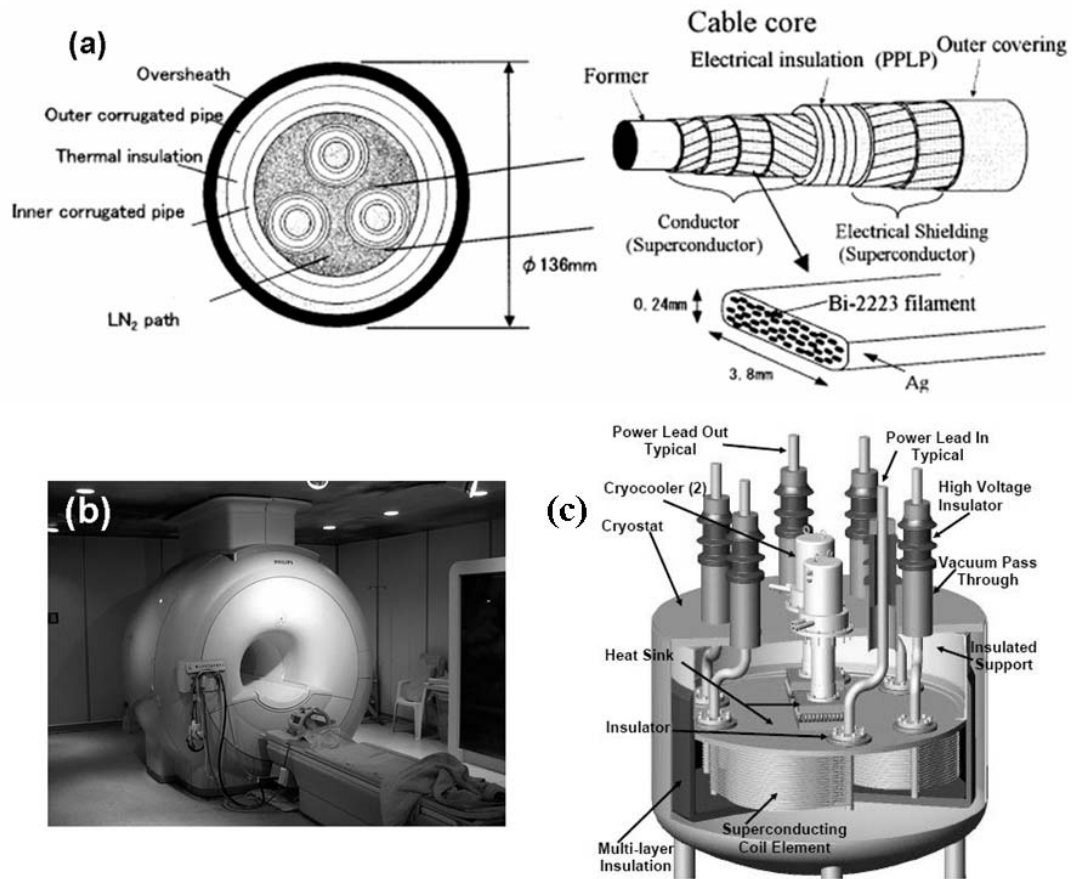 (a)
Oversheath
Outer corrugated pipe
Thermal insulation
Inner corrugated pipe
LN₂ path
ϕ 136mm
Cable core
Electrical insulation (PPLP)
Outer covering
Former
Conductor
(Superconductor)
Electrical Shielding
(Superconductor)
0.24mm
Bi-2223 filament
3.8mm
Ag
(b)
PHILIPS
(c)
Power Lead Out
Typical
Power Lead In
Typical
Cryocooler (2)
High Voltage
Insulator
Cryostat
Vacuum Pass
Through
Heat Sink
Insulated
Support
Insulator
Superconducting
Coil Element
Multi-layer
Insulation